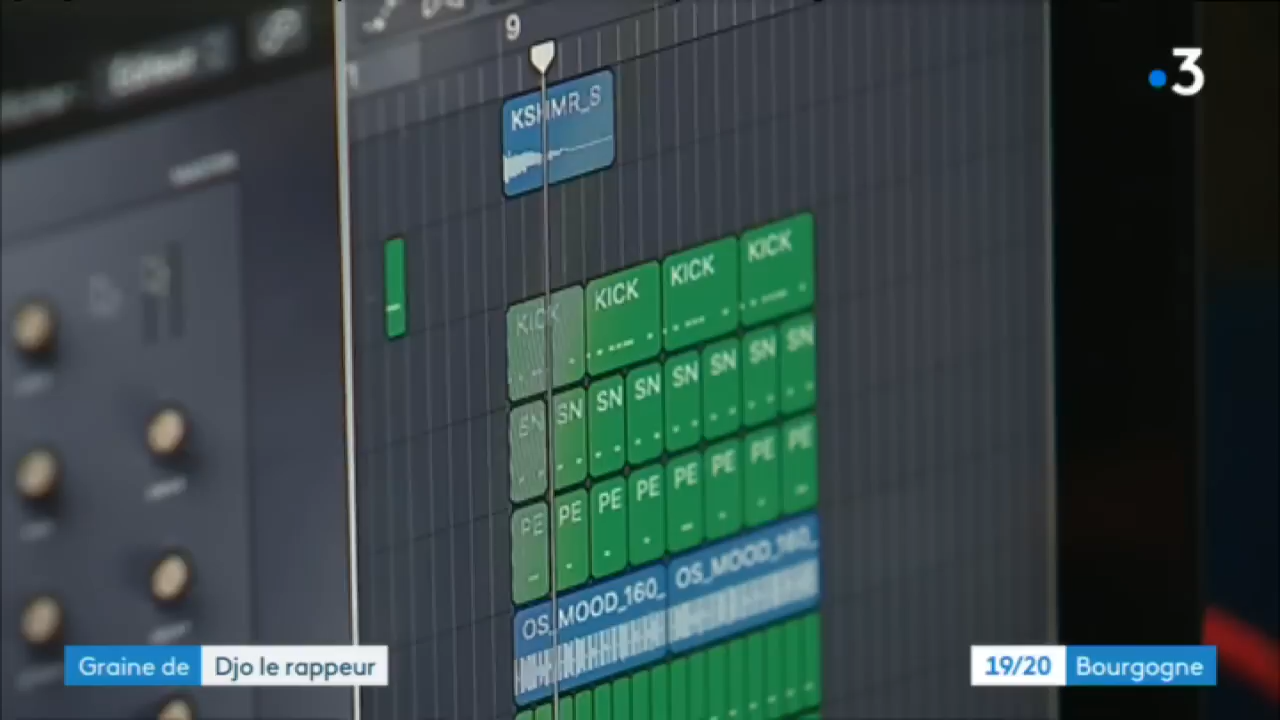 9
Éditeur
3
KSHMR_S
KICK KICK KICK KICK
SN SN SN SN SN SN SN SN
PE PE PE PE PE PE PE PE
OS_MOOD_160_ OS_MOOD_160_
Graine de Djo le rappeur
19/20 Bourgogne